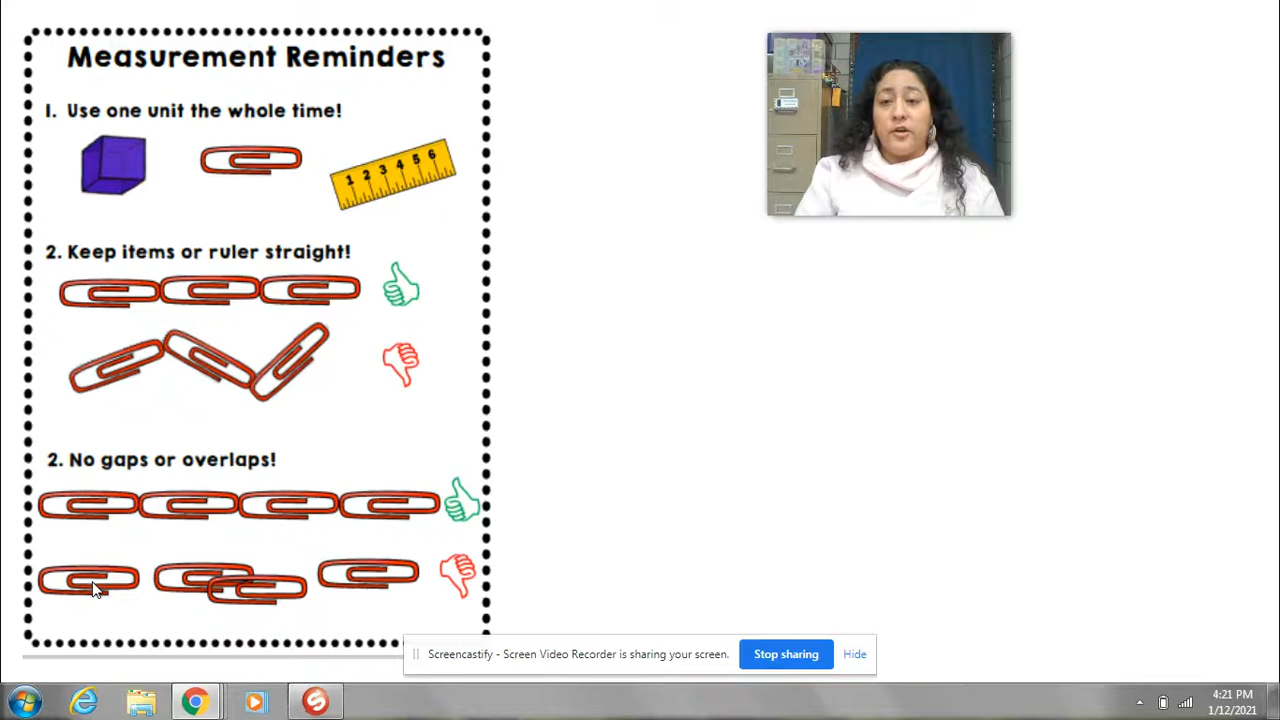 Measurement Reminders
1. Use one unit the whole time!
1 2 3 4 5 6
2. Keep items or ruler straight!
2. No gaps or overlaps!
Screencastify - Screen Video Recorder is sharing your screen. Stop sharing Hide
4:21 PM
1/12/2021